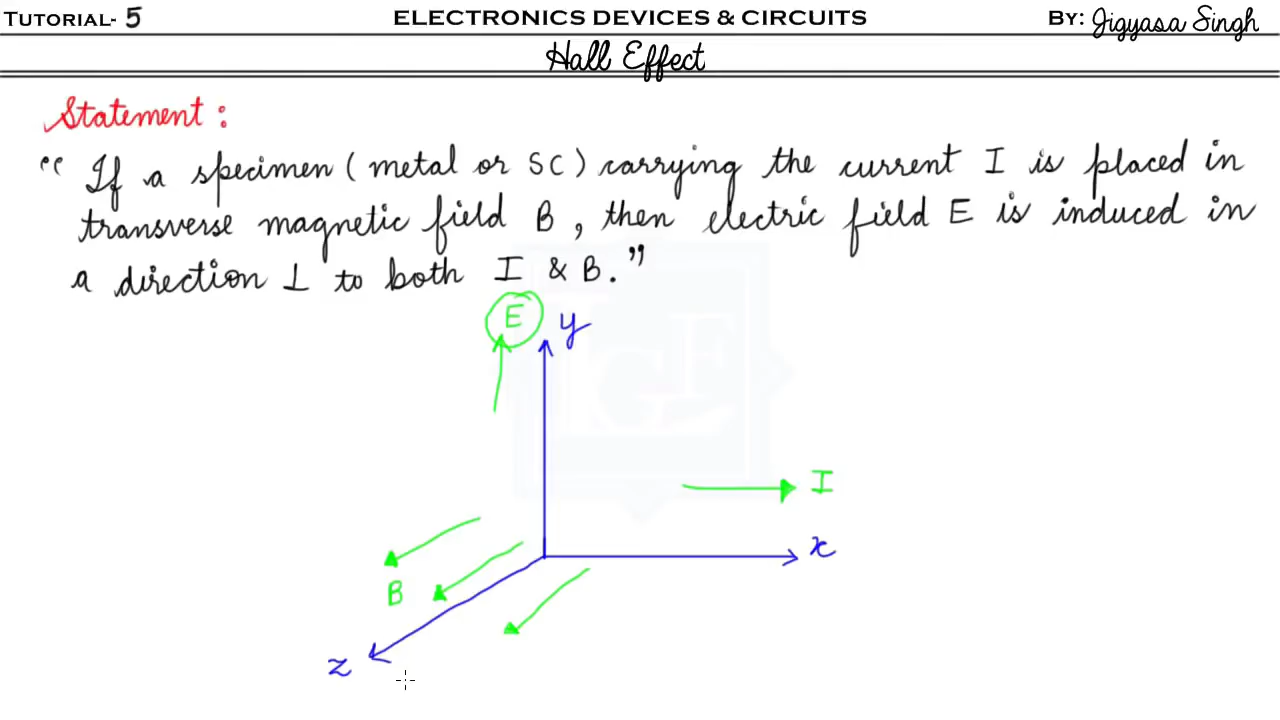 TUTORIAL- 5 ELECTRONICS DEVICES & CIRCUITS BY: Jigyasa Singh
Hall Effect
Statement :
“ If a specimen ( metal or SC ) carrying the current I is placed in
transverse magnetic field B , then electric field E is induced in
a direction ⊥ to both I & B. ”
E
y
I
x
B
z